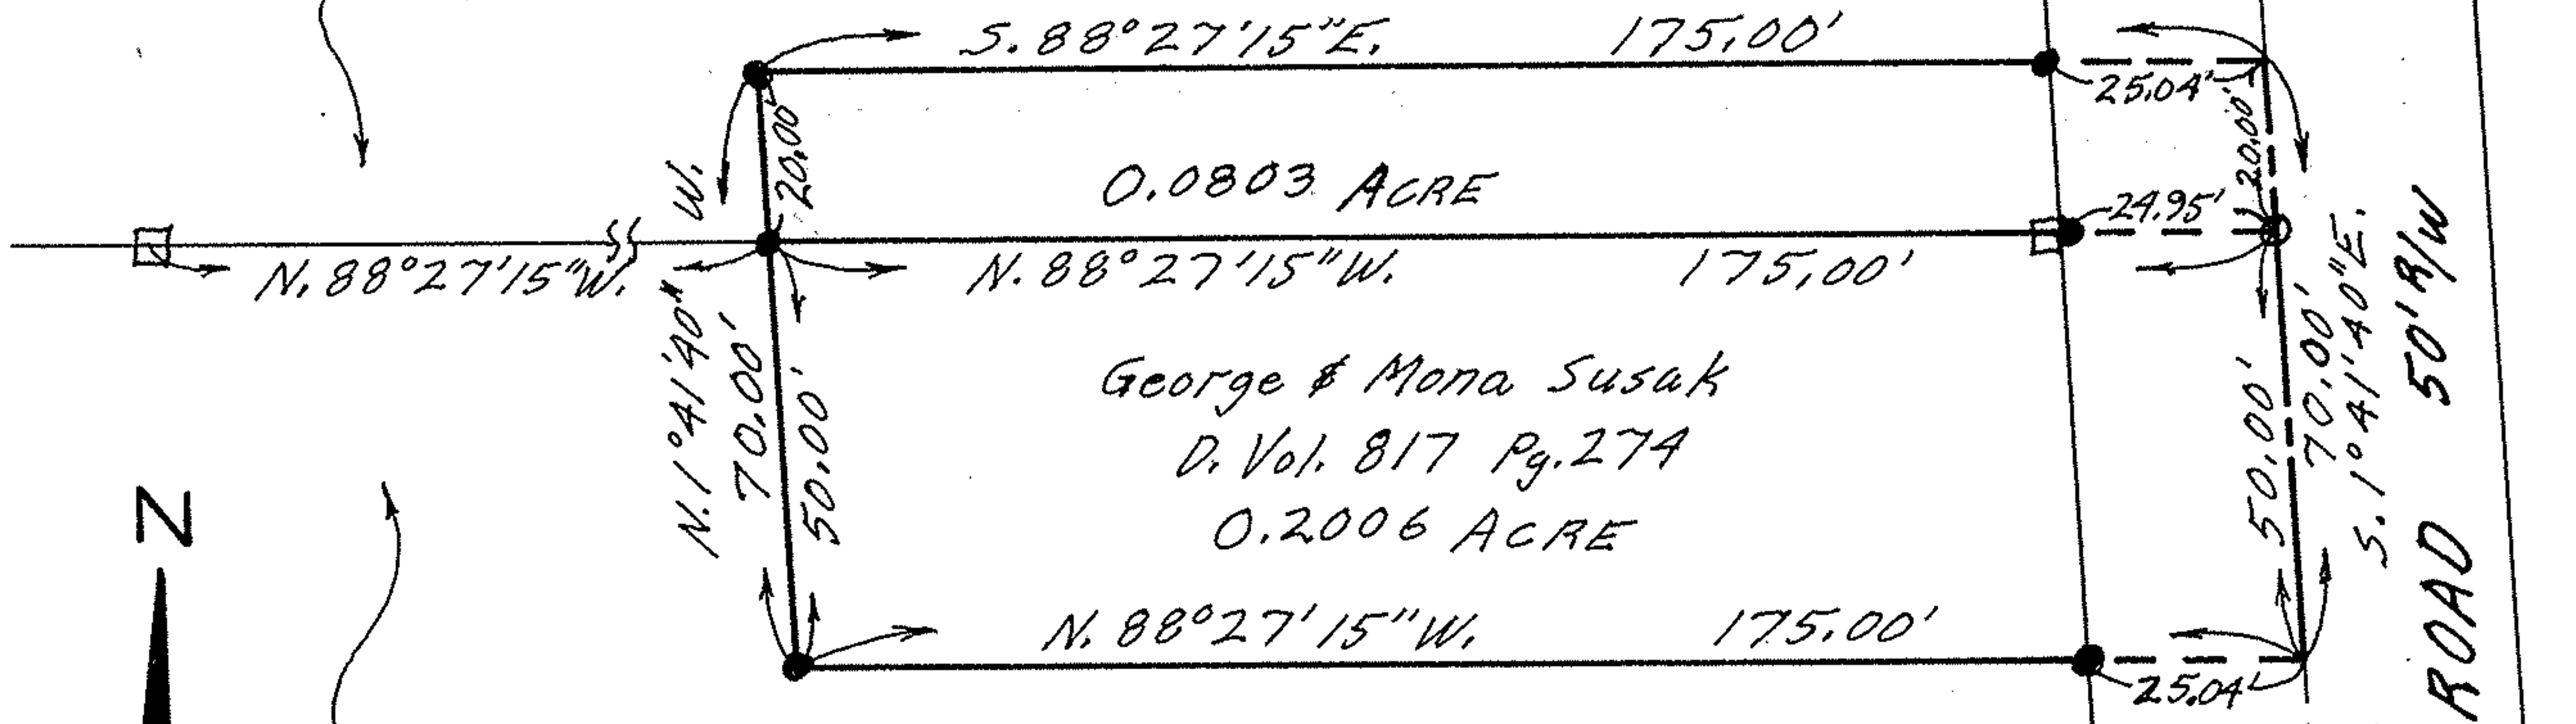 S. 88°27'15"E. 175.00'
25.04'
20.00'
20.00'
0.0803 ACRE
24.95'
N. 88°27'15"W.
N. 88°27'15"W. 175.00'
N. 1°41'40" W.
70.00'
50.00'
George & Mona Susak
D. Vol. 817 Pg. 274
0.2006 ACRE
50.00'
70.00'
S. 1°41'40"E.
ROAD 50' R/W
N
N. 88°27'15"W. 175.00'
25.04'